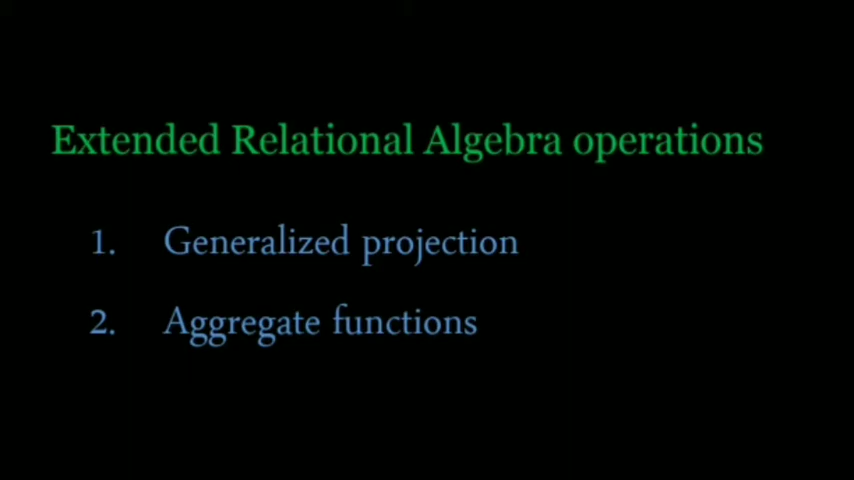 Extended Relational Algebra operations
1. Generalized projection
2. Aggregate functions